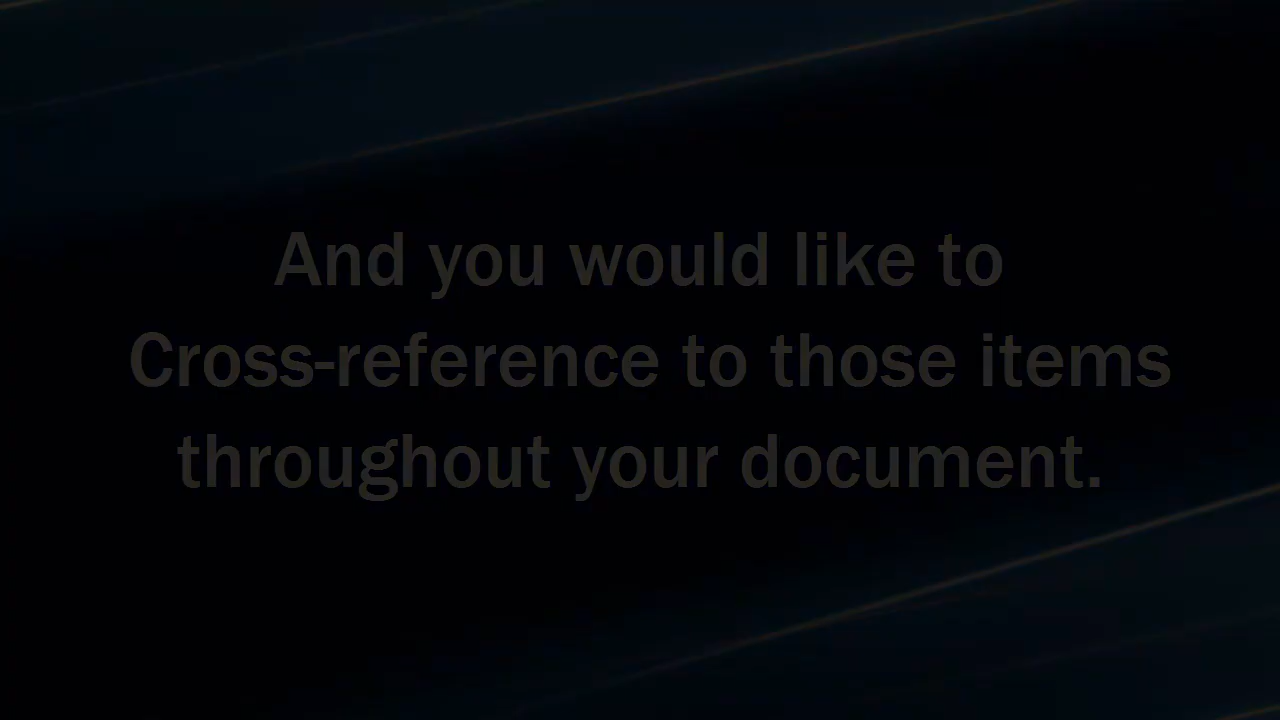 And you would like to
Cross-reference to those items
throughout your document.